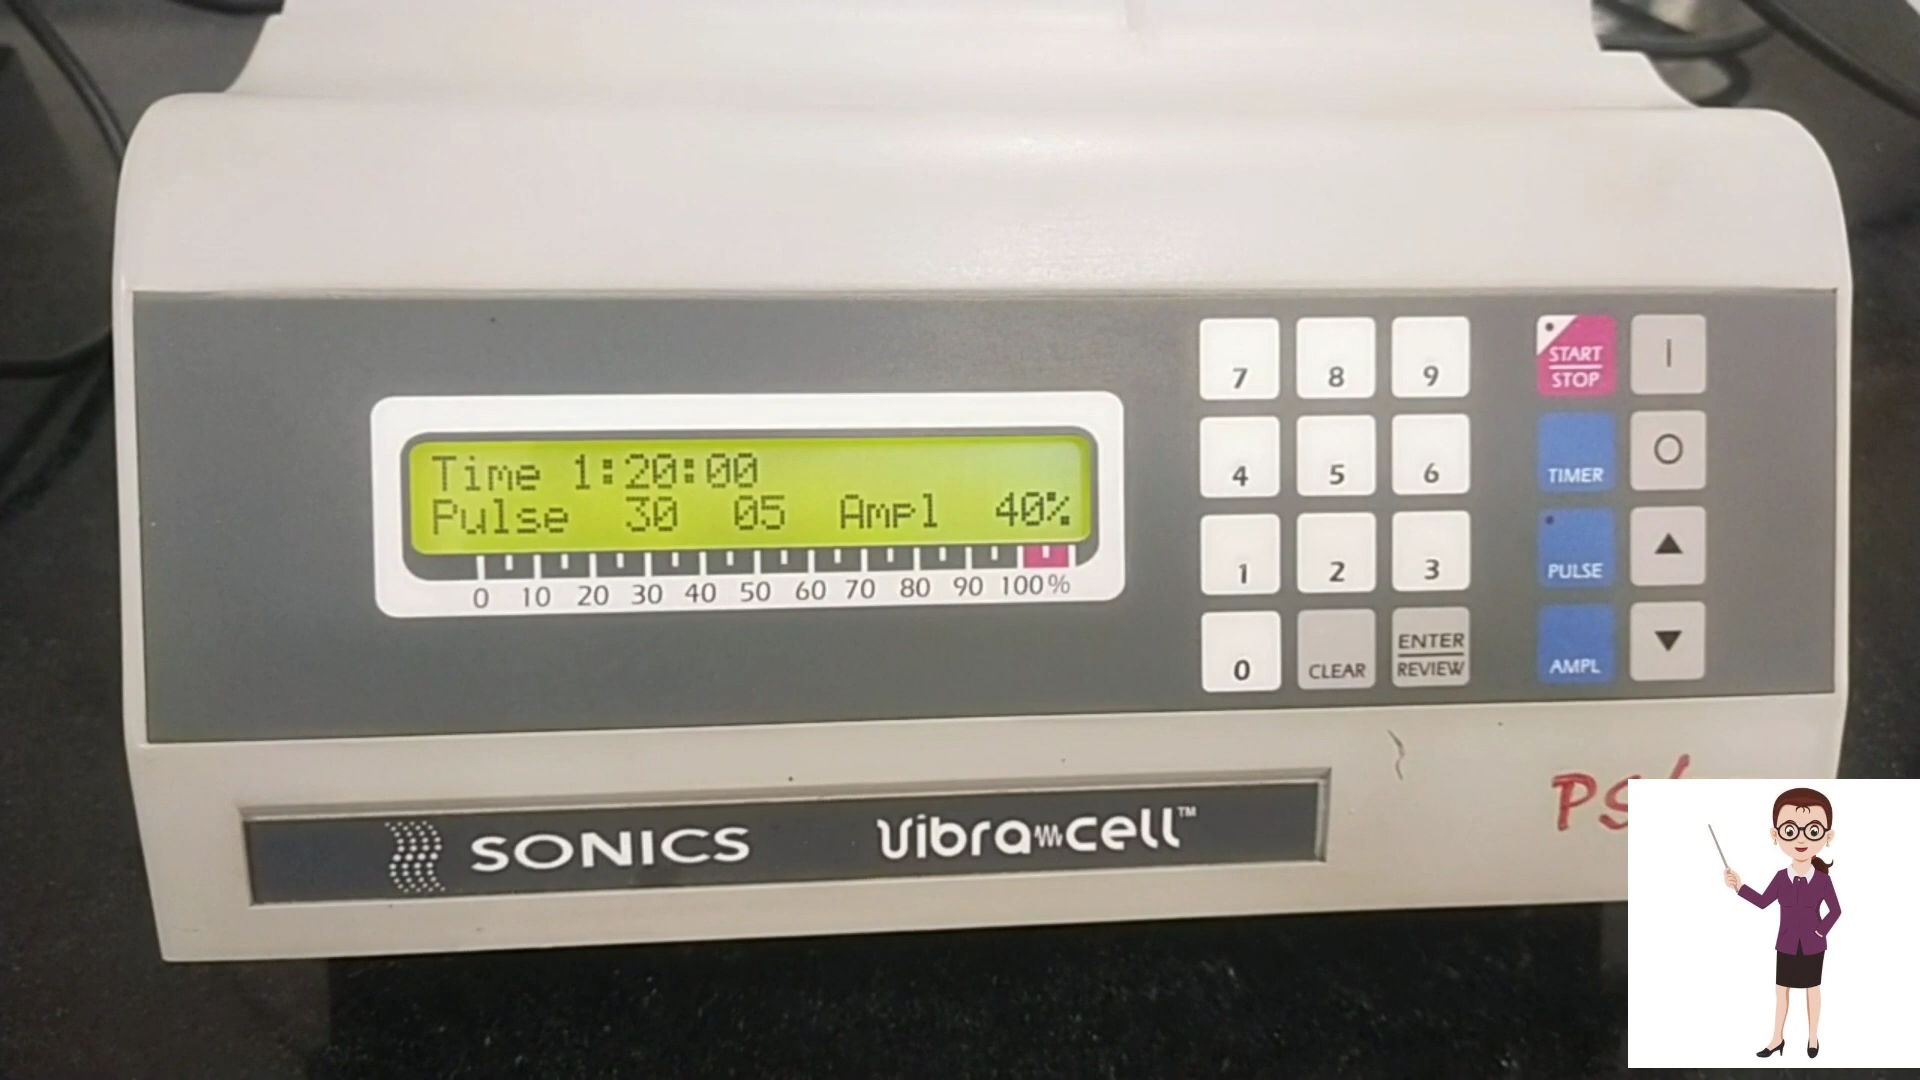 Time 1:20:00
Pulse 30 05 Ampl 40%
0 10 20 30 40 50 60 70 80 90 100%
7 8 9
START
STOP
I
4 5 6
TIMER
O
1 2 3
PULSE
0
CLEAR
ENTER
REVIEW
AMPL
SONICS
Vibra cell™